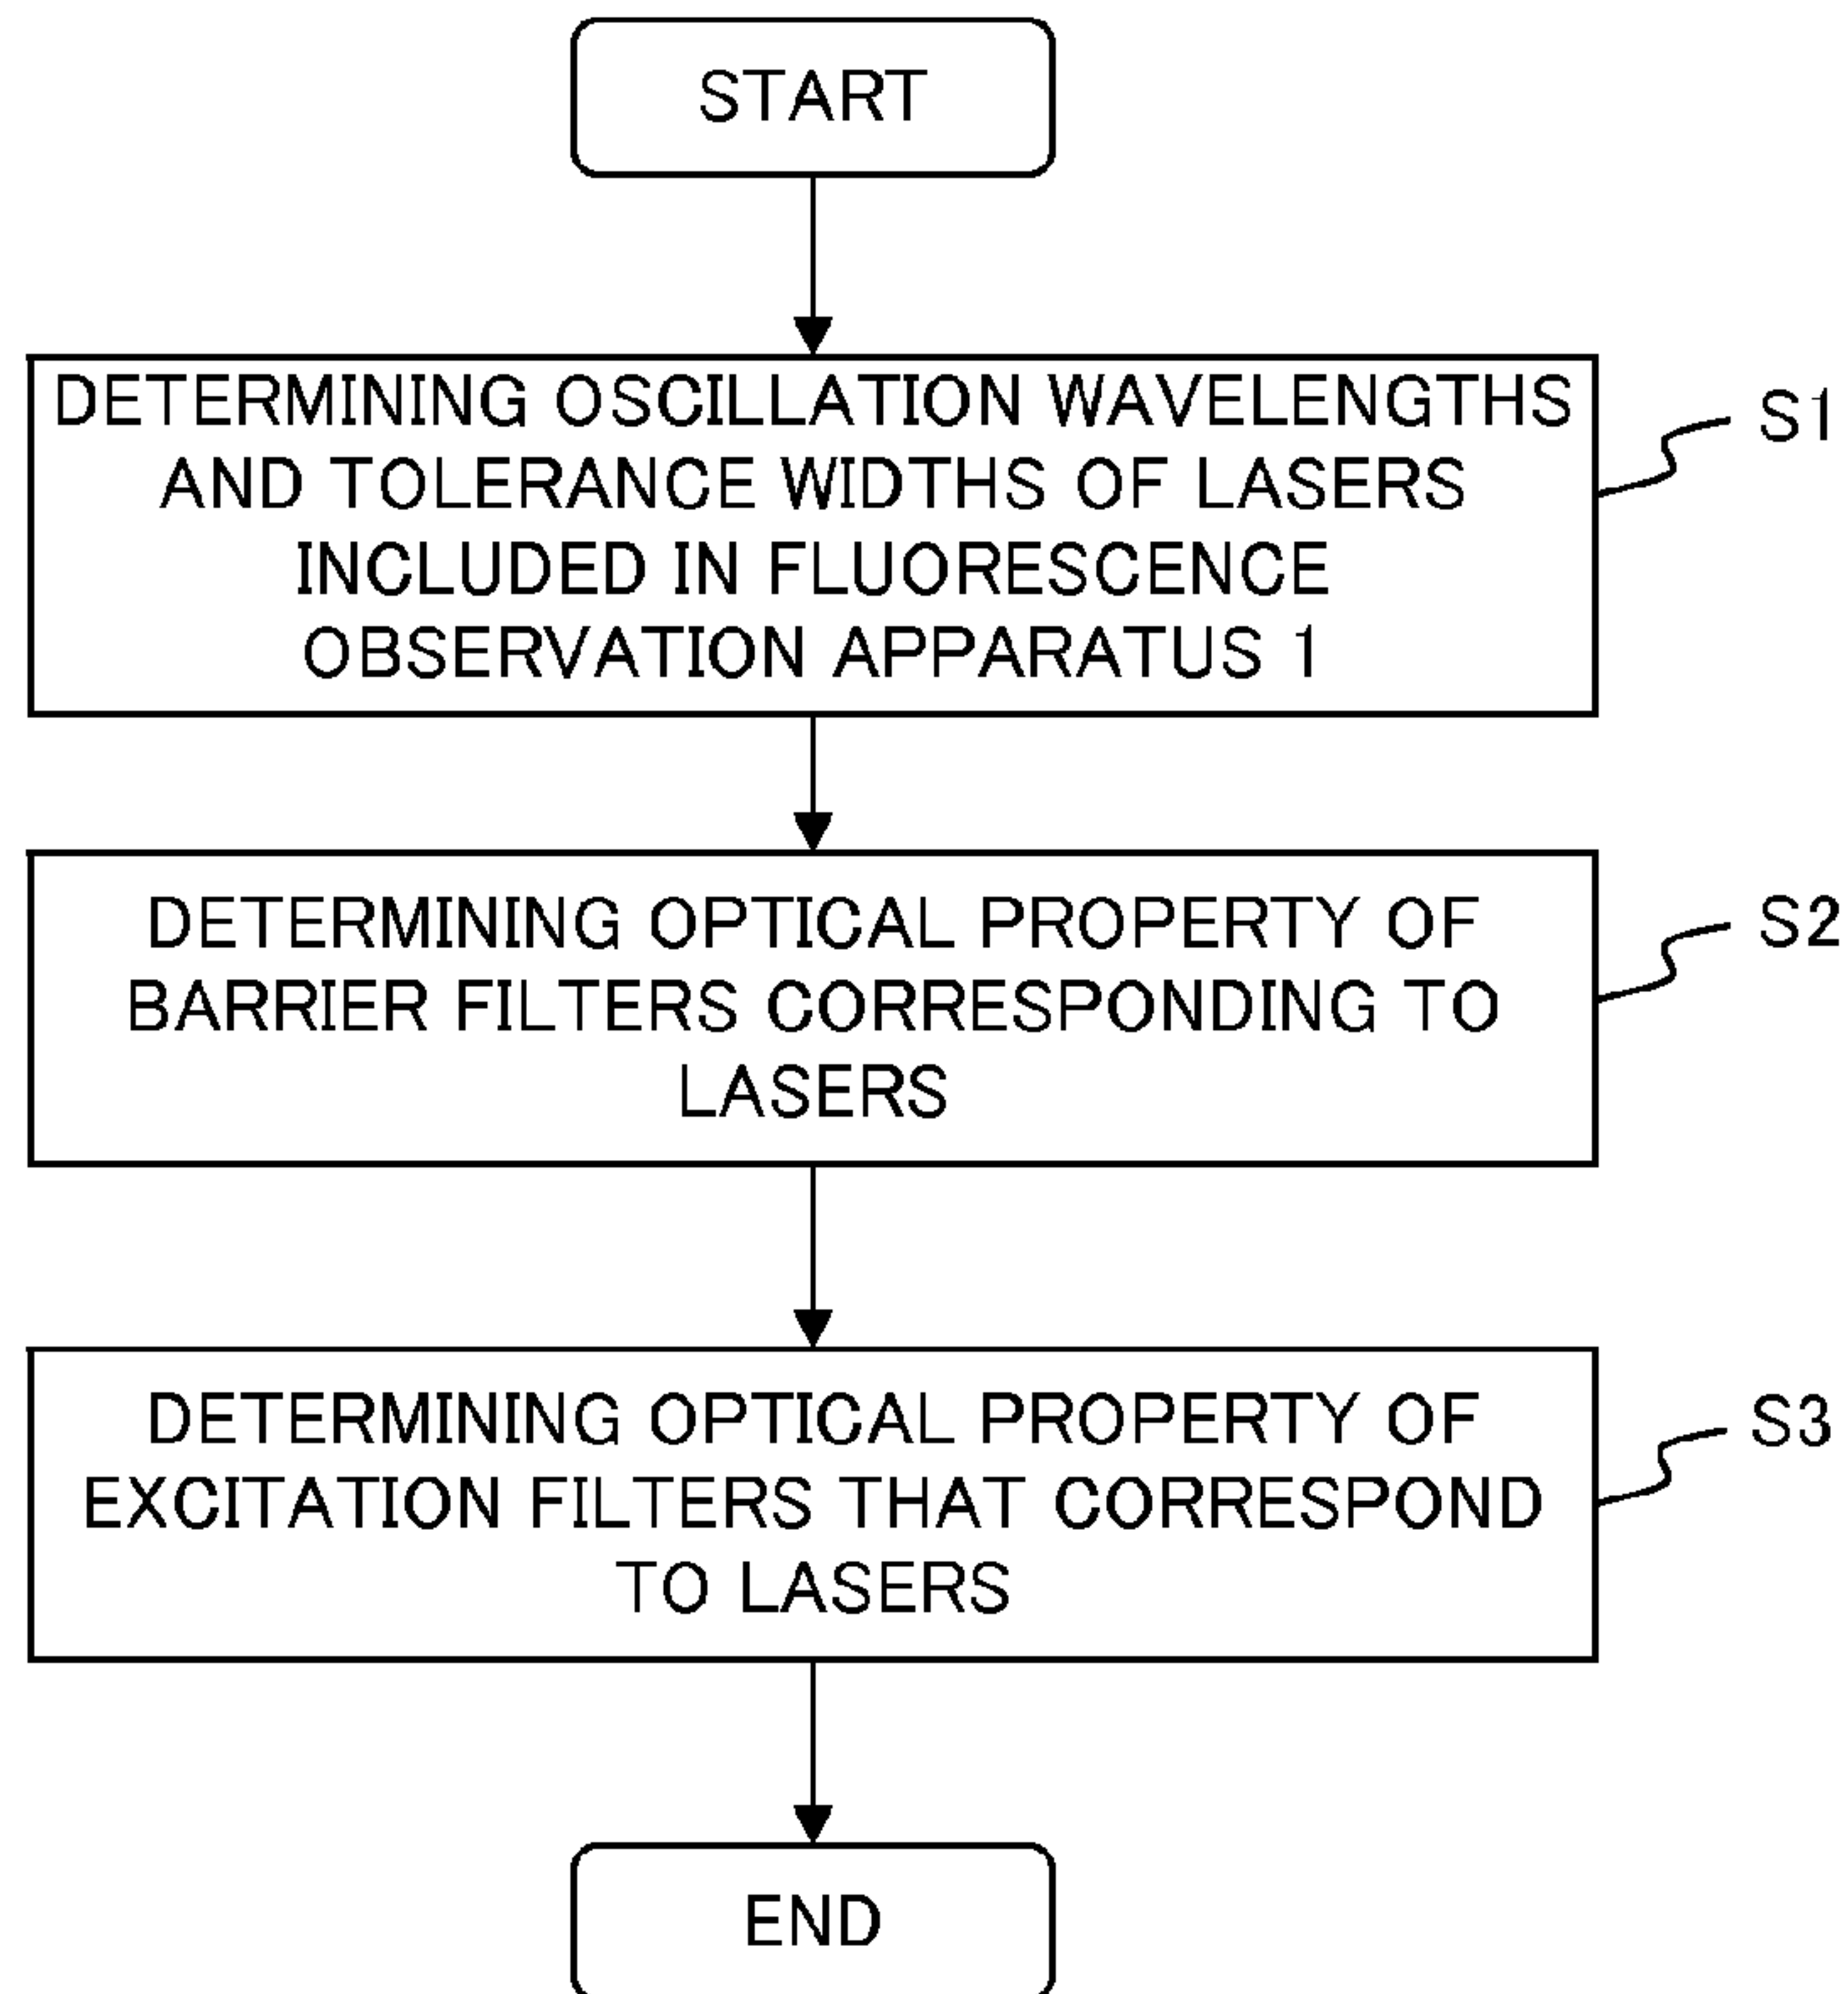 START
DETERMINING OSCILLATION WAVELENGTHS
AND TOLERANCE WIDTHS OF LASERS
INCLUDED IN FLUORESCENCE
OBSERVATION APPARATUS 1
S1
DETERMINING OPTICAL PROPERTY OF
BARRIER FILTERS CORRESPONDING TO
LASERS
S2
DETERMINING OPTICAL PROPERTY OF
EXCITATION FILTERS THAT CORRESPOND
TO LASERS
S3
END